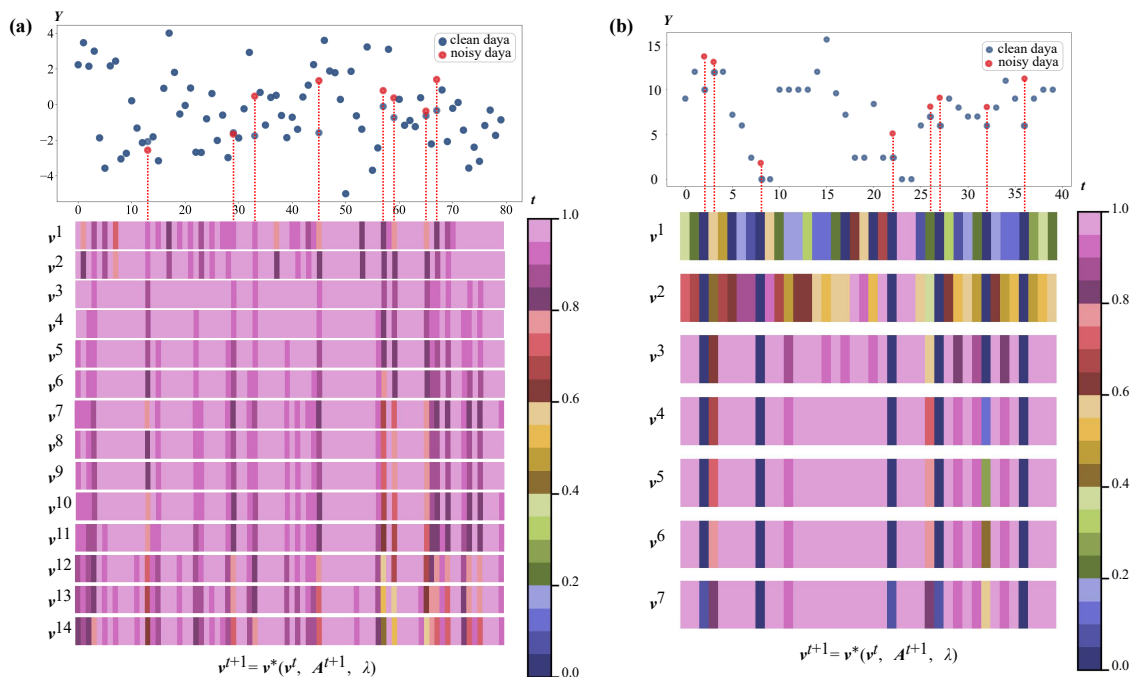 (a)
Y
4
2
0
−2
−4
clean daya
noisy daya
t
0 10 20 30 40 50 60 70 80
v1
v2
v3
v4
v5
v6
v7
v8
v9
v10
v11
v12
v13
v14
1.0
0.8
0.6
0.4
0.2
0.0
vt+1= v*(vt, At+1, λ)
(b)
Y
15
10
5
0
clean daya
noisy daya
t
0 5 10 15 20 25 30 35 40
v1
v2
v3
v4
v5
v6
v7
1.0
0.8
0.6
0.4
0.2
0.0
vt+1= v*(vt, At+1, λ)